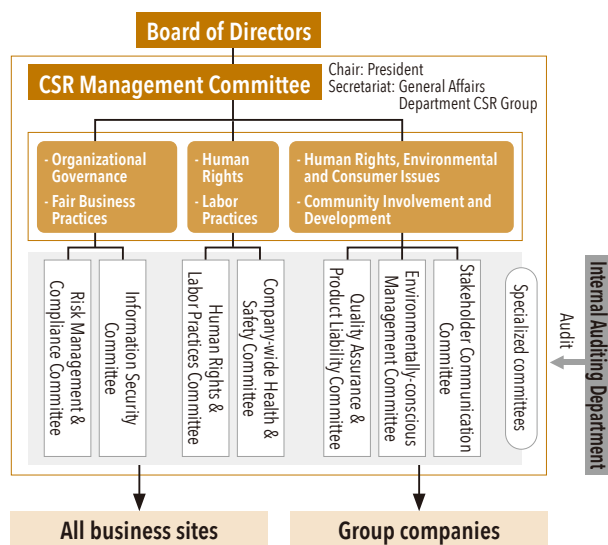 Board of Directors
CSR Management Committee
Chair: President
Secretariat: General Affairs
Department CSR Group
- Organizational
Governance
- Fair Business
Practices
- Human
Rights
- Labor
Practices
- Human Rights, Environmental
and Consumer Issues
- Community Involvement and
Development
Risk Management &
Compliance Committee
Information Security
Committee
Human Rights &
Labor Practices Committee
Company-wide Health &
Safety Committee
Quality Assurance &
Product Liability Committee
Environmentally-conscious
Management Committee
Stakeholder Communication
Committee
Specialized committees
Audit
Internal Auditing Department
All business sites
Group companies